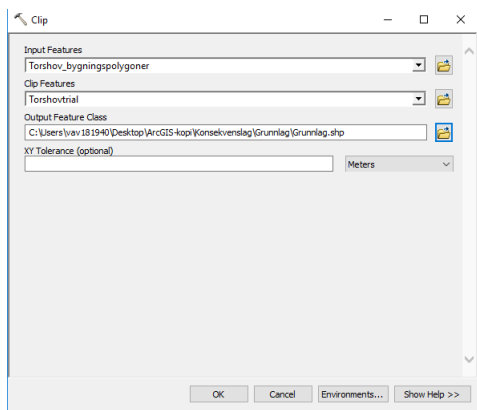 Clip
Input Features
Torshov_bygningspolygoner
Clip Features
Torshovtrial
Output Feature Class
C:\Users\vav181940\Desktop\ArcGIS-kopi\Konsekvenslag\Grunnlag\Grunnlag.shp
XY Tolerance (optional)
Meters
OK Cancel Environments... Show Help >>